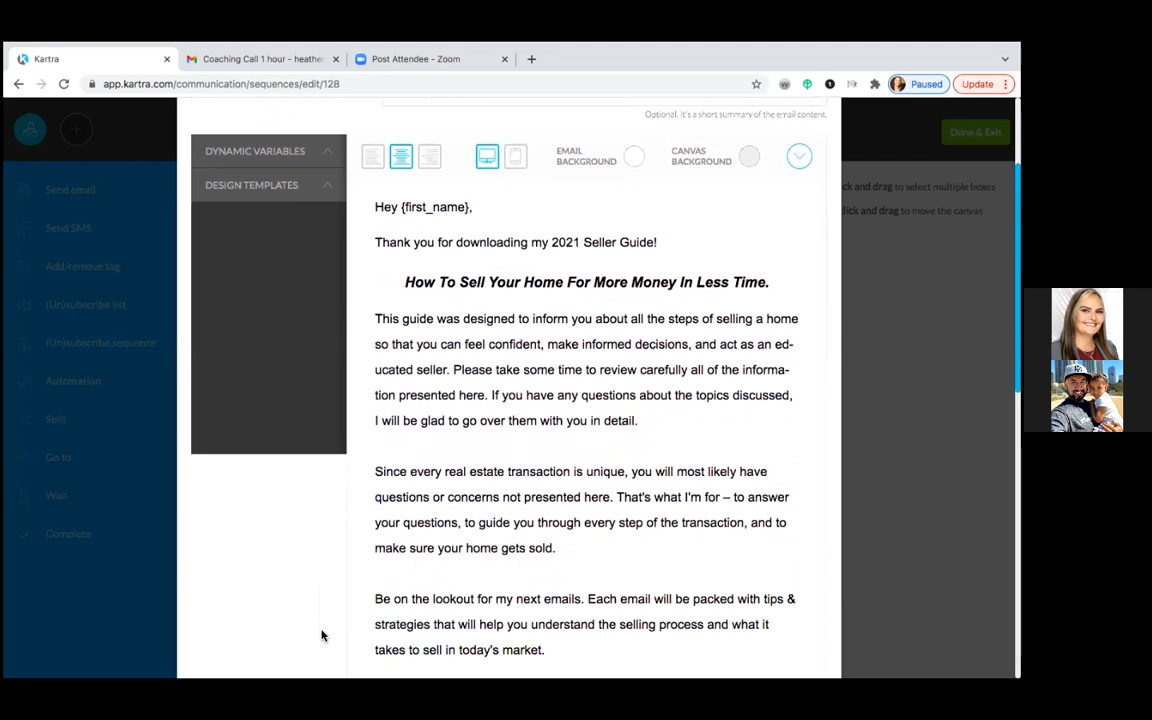 Kartra
Coaching Call 1 hour - heather
Post Attendee - Zoom
app.kartra.com/communication/sequences/edit/128
Paused
Update
Optional. It's a short summary of the email content.
Done & Exit
DYNAMIC VARIABLES
DESIGN TEMPLATES
EMAIL
BACKGROUND
CANVAS
BACKGROUND
Send email
Send SMS
Add/remove tag
(Un)subscribe list
(Un)subscribe sequence
Automation
Split
Go to
Wait
Complete
ck and drag to select multiple boxes
click and drag to move the canvas
Hey {first_name},
Thank you for downloading my 2021 Seller Guide!
How To Sell Your Home For More Money In Less Time.
This guide was designed to inform you about all the steps of selling a home
so that you can feel confident, make informed decisions, and act as an ed-
ucated seller. Please take some time to review carefully all of the informa-
tion presented here. If you have any questions about the topics discussed,
I will be glad to go over them with you in detail.
Since every real estate transaction is unique, you will most likely have
questions or concerns not presented here. That's what I'm for – to answer
your questions, to guide you through every step of the transaction, and to
make sure your home gets sold.
Be on the lookout for my next emails. Each email will be packed with tips &
strategies that will help you understand the selling process and what it
takes to sell in today's market.